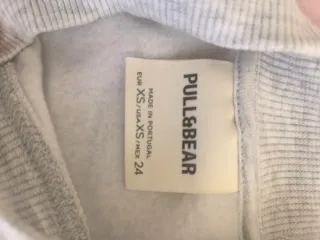 PULL&BEAR
MADE IN PORTUGAL
EUR XS/USA XS/MEX 24